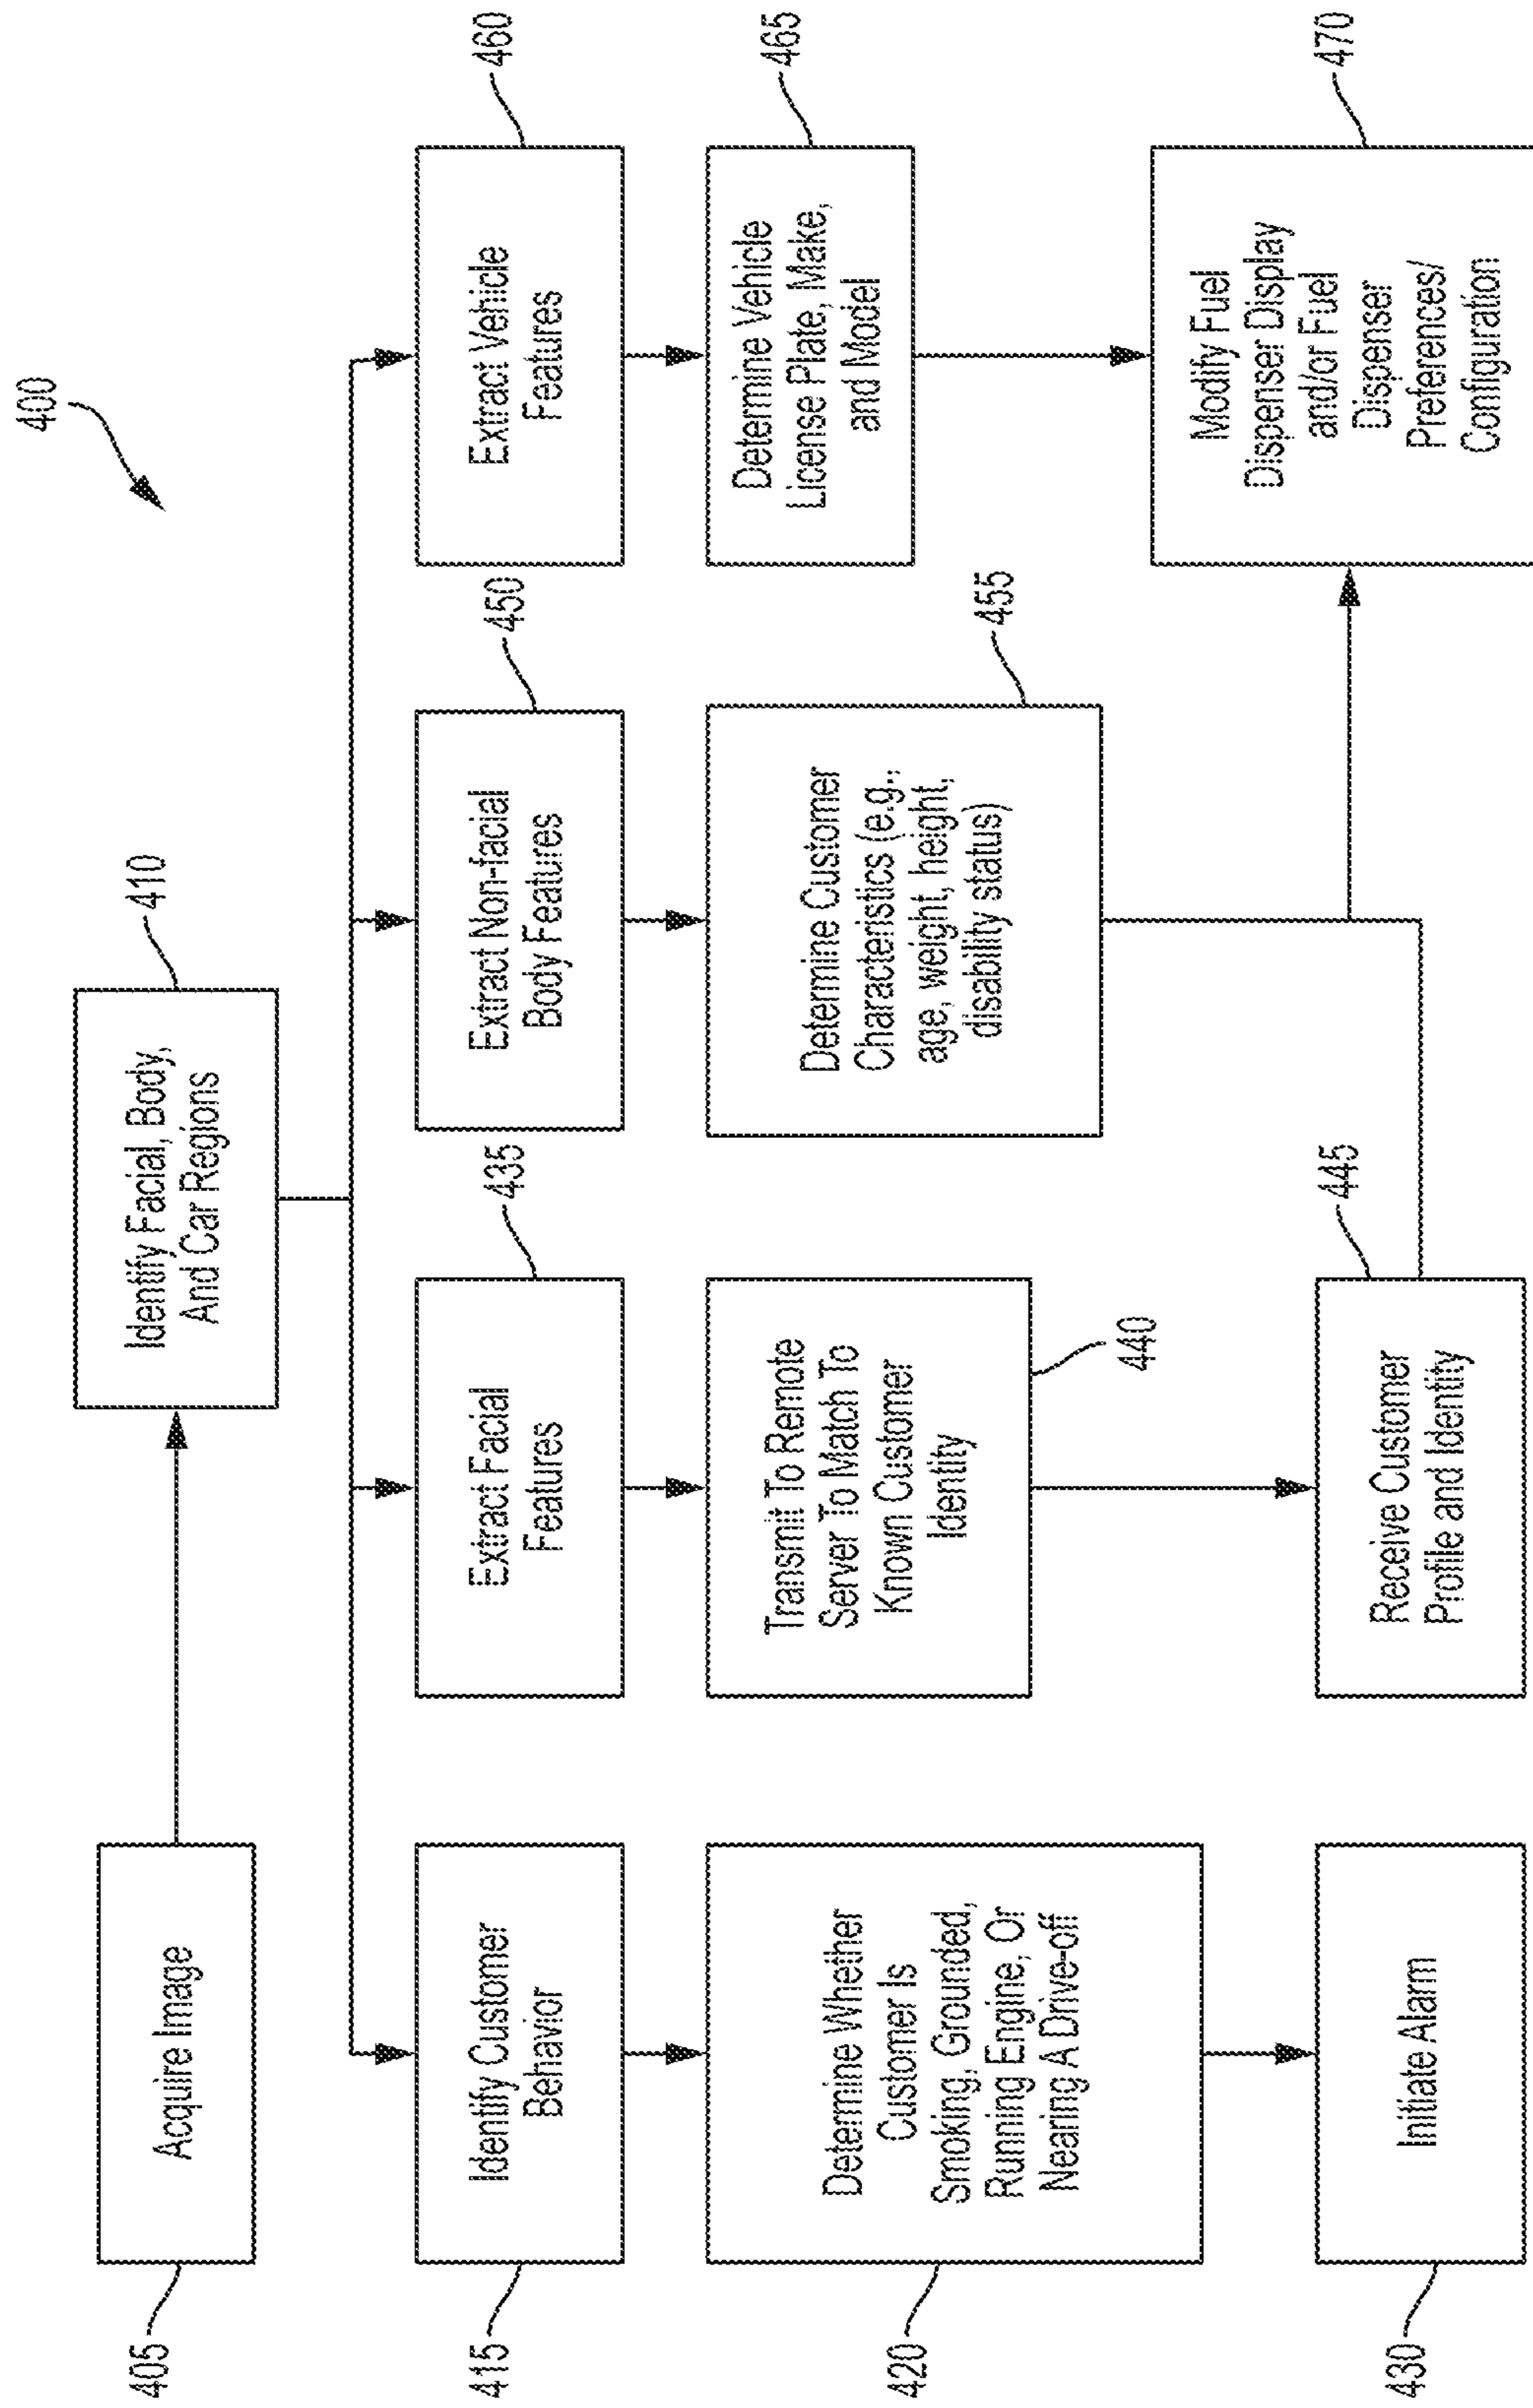 400
405
Acquire Image
410
Identify Facial, Body,
And Car Regions
415
Identify Customer
Behavior
420
Determine Whether
Customer Is
Smoking, Grounded,
Running Engine, Or
Nearing A Drive-off
430
Initiate Alarm
435
Extract Facial
Features
440
Transmit To Remote
Server To Match To
Known Customer
Identity
445
Receive Customer
Profile and Identity
450
Extract Non-facial
Body Features
455
Determine Customer
Characteristics (e.g.,
age, weight, height,
disability status)
460
Extract Vehicle
Features
465
Determine Vehicle
License Plate, Make,
and Model
470
Modify Fuel
Dispenser Display
and/or Fuel
Dispenser
Preferences/
Configuration